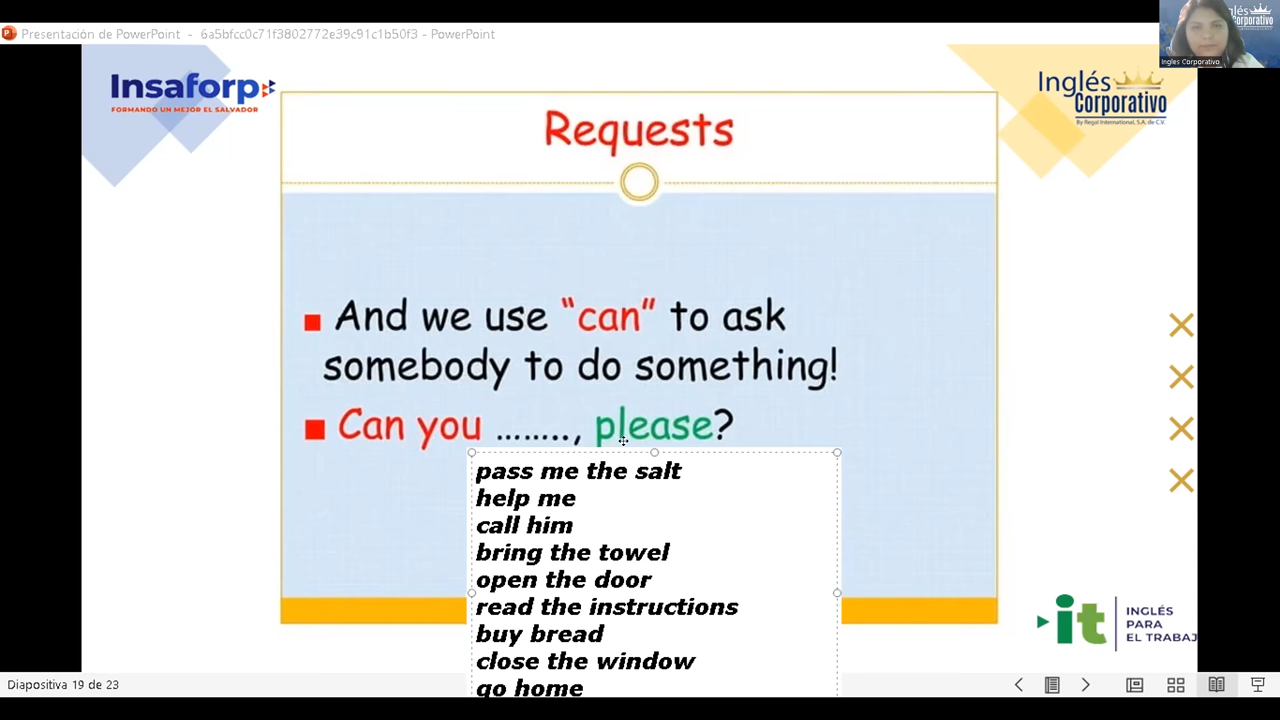 Presentación de PowerPoint - 6a5bfcc0c71f3802772e39c91c1b50f3 - PowerPoint
Ingles Corporativo
Insaforp
FORMANDO UN MEJOR EL SALVADOR
Inglés
Corporativo
By Regal International, S.A. de C.V.
Requests
And we use “can” to ask
somebody to do something!
Can you ........, please?
pass me the salt
help me
call him
bring the towel
open the door
read the instructions
buy bread
close the window
go home
it
INGLÉS
PARA
EL TRABAJ
Diapositiva 19 de 23